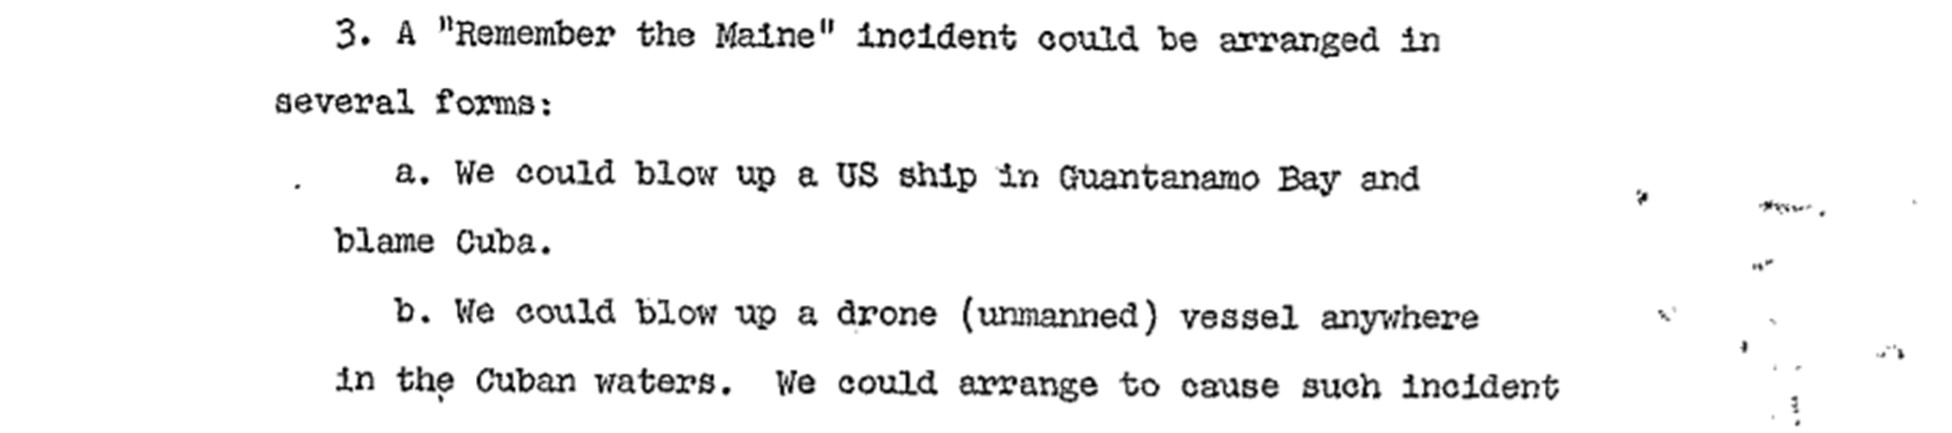 3. A "Remember the Maine" incident could be arranged in
several forms:
a. We could blow up a US ship in Guantanamo Bay and
blame Cuba.
b. We could blow up a drone (unmanned) vessel anywhere
in the Cuban waters. We could arrange to cause such incident